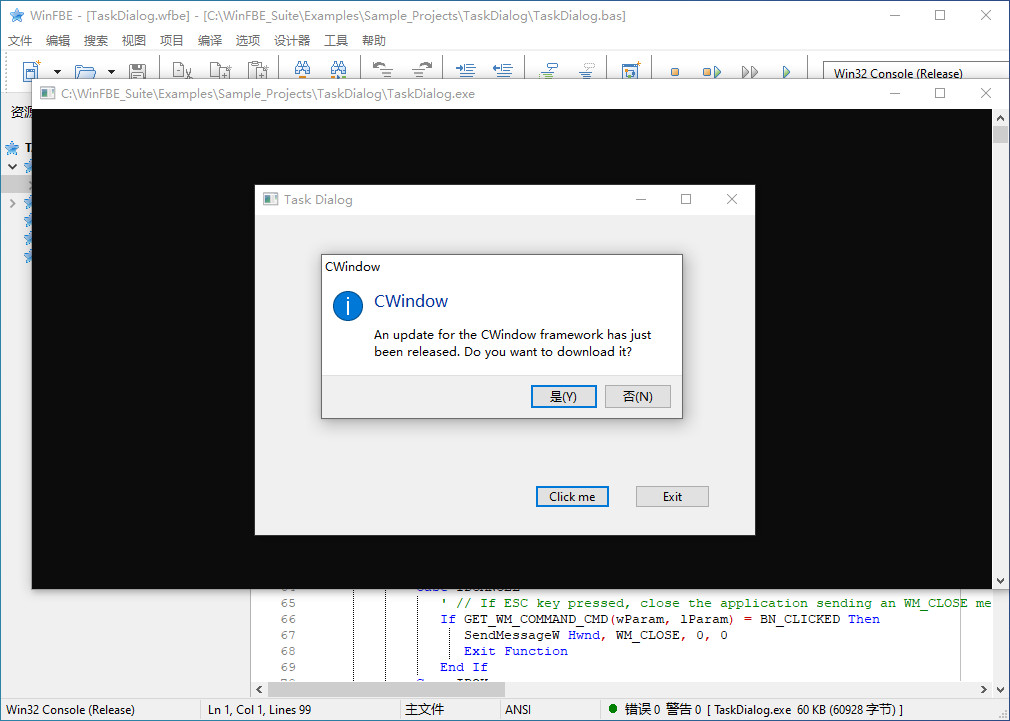 WinFBE - [TaskDialog.wfbe] - [C:\WinFBE_Suite\Examples\Sample_Projects\TaskDialog\TaskDialog.bas]
文件 编辑 搜索 视图 项目 编译 选项 设计器 工具 帮助
Win32 Console (Release)
C:\WinFBE_Suite\Examples\Sample_Projects\TaskDialog\TaskDialog.exe
Task Dialog
CWindow
CWindow
An update for the CWindow framework has just
been released. Do you want to download it?
是(Y) 否(N)
Click me Exit
65 ' // If ESC key pressed, close the application sending an WM_CLOSE me
66 If GET_WM_COMMAND_CMD(wParam, lParam) = BN_CLICKED Then
67 SendMessageW Hwnd, WM_CLOSE, 0, 0
68 Exit Function
69 End If
Win32 Console (Release) Ln 1, Col 1, Lines 99 主文件 ANSI 错误 0 警告 0 [ TaskDialog.exe 60 KB (60928 字节) ]